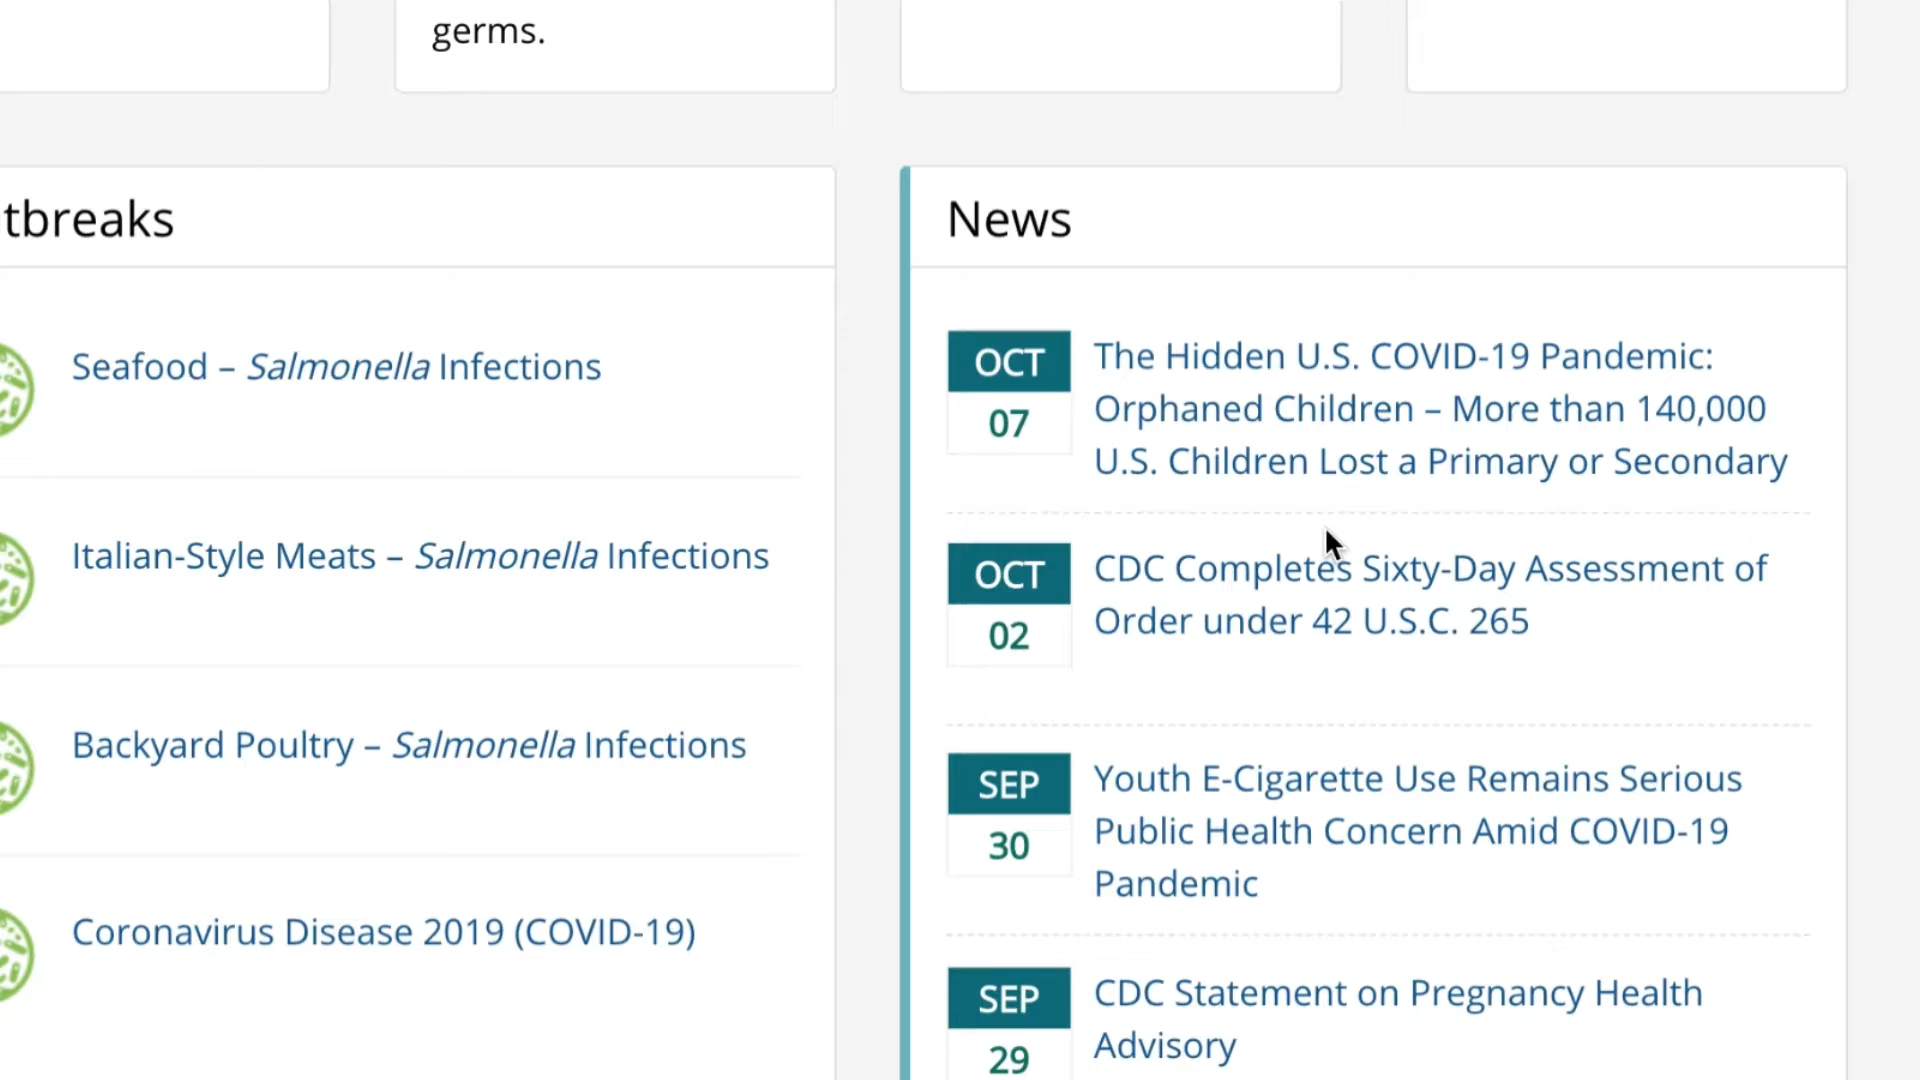 germs.
tbreaks
Seafood – Salmonella Infections
Italian-Style Meats – Salmonella Infections
Backyard Poultry – Salmonella Infections
Coronavirus Disease 2019 (COVID-19)
News
OCT
07
The Hidden U.S. COVID-19 Pandemic:
Orphaned Children – More than 140,000
U.S. Children Lost a Primary or Secondary
OCT
02
CDC Completes Sixty-Day Assessment of
Order under 42 U.S.C. 265
SEP
30
Youth E-Cigarette Use Remains Serious
Public Health Concern Amid COVID-19
Pandemic
SEP
29
CDC Statement on Pregnancy Health
Advisory